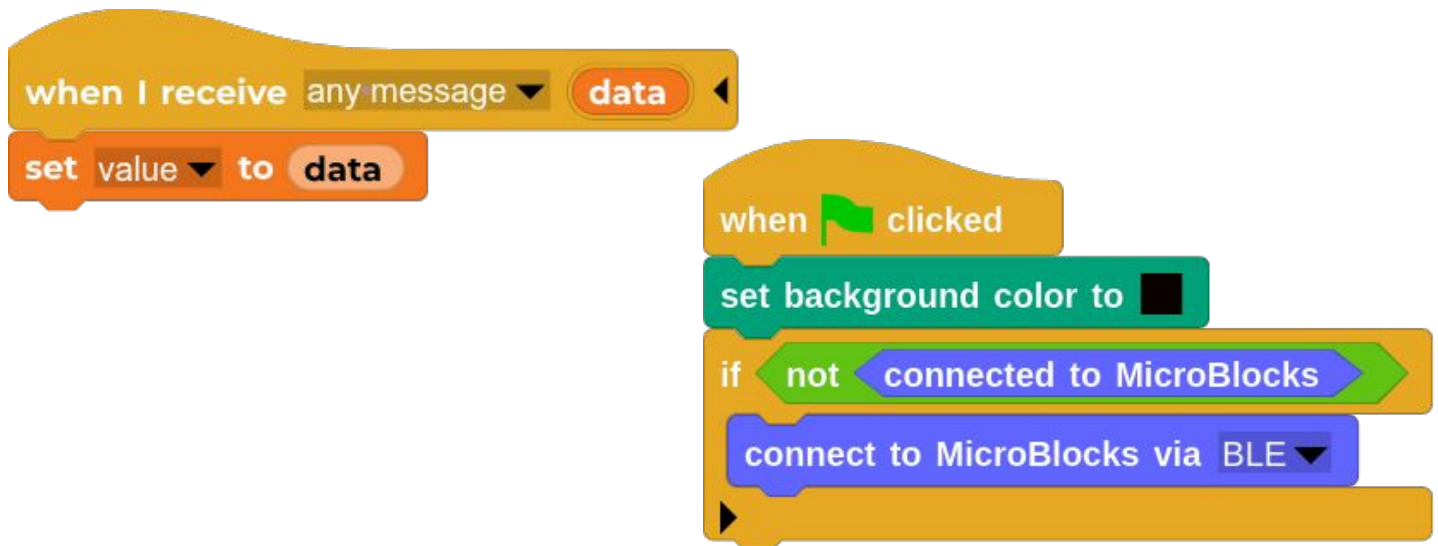 when I receive any message data
set value to data
when clicked
set background color to
if not connected to MicroBlocks
connect to MicroBlocks via BLE